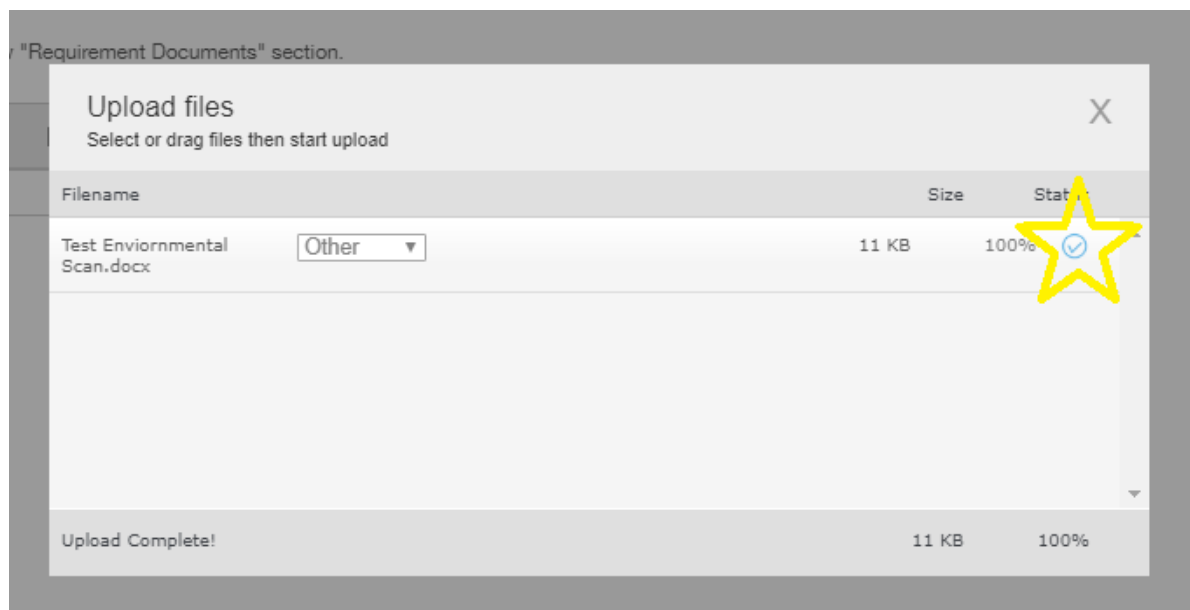 "Requirement Documents" section.
Upload files
X
Select or drag files then start upload
Filename Size
Test Enviornmental Other 11 KB 100%
Scan.docx
Upload Complete! 11 KB 100%